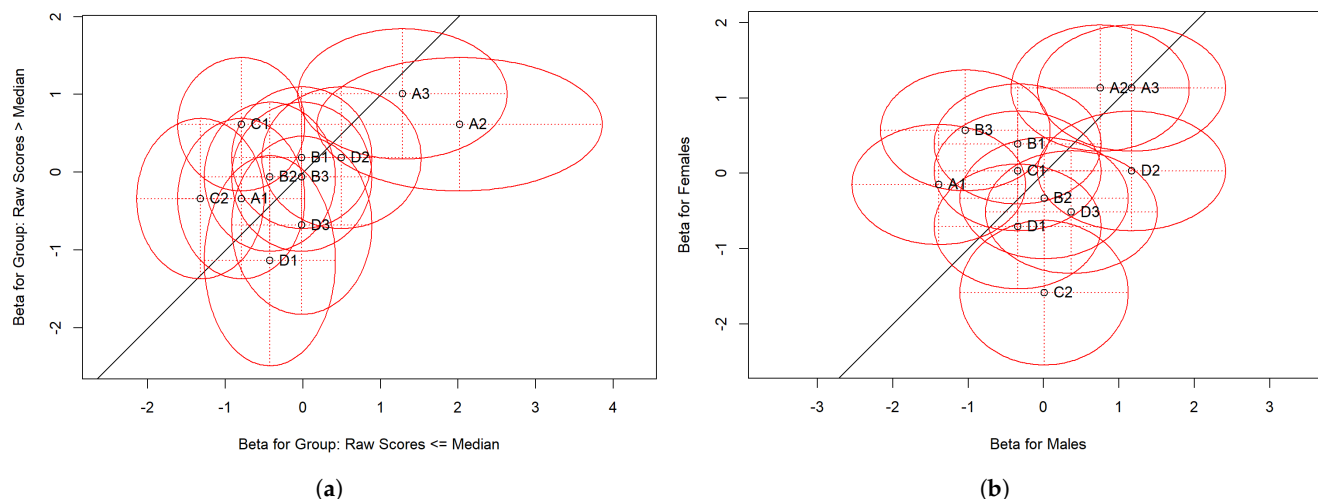 Beta for Group: Raw Scores > Median
2
1
0
-1
-2
A3
A2
C1
B1
D2
B2
B3
C2
A1
D3
D1
-2
-1
0
1
2
3
4
Beta for Group: Raw Scores <= Median
(a)
Beta for Females
2
1
0
-1
-2
A2
A3
B3
B1
C1
D2
A1
B2
D3
D1
C2
-3
-2
-1
0
1
2
3
Beta for Males
(b)